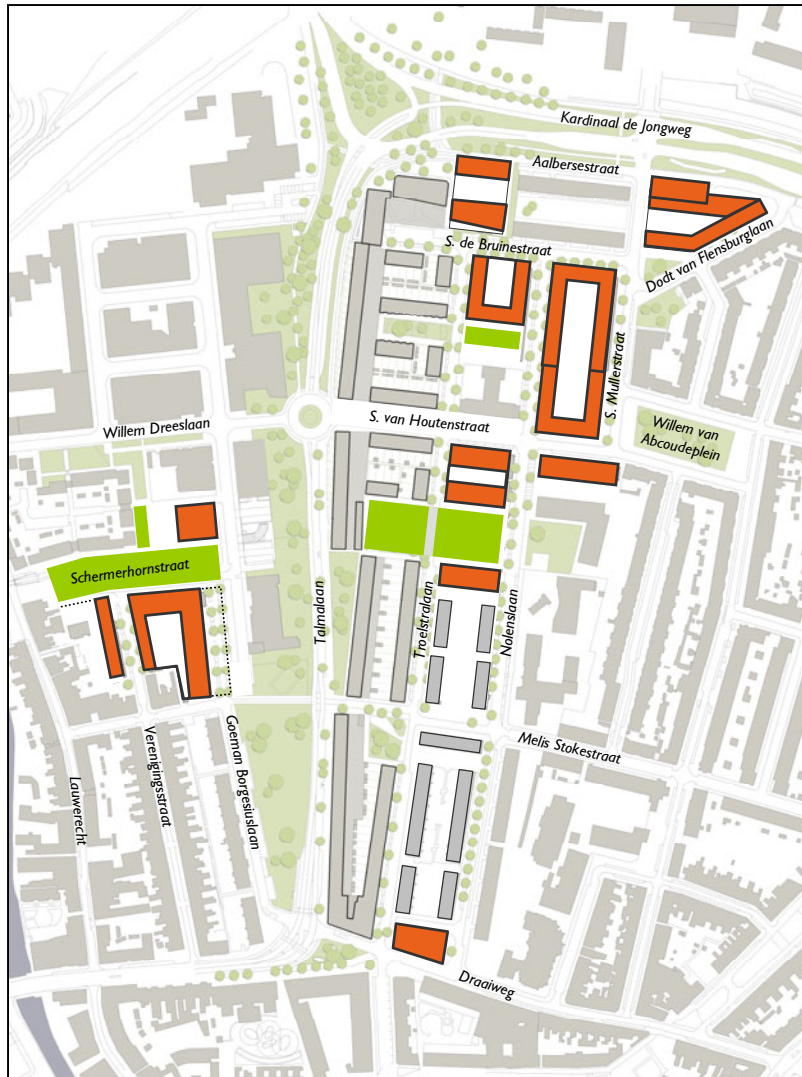 Kardinaal de Jongweg
Aalbersestraat
S. de Bruinestraat
Dodt van Flensburglaan
S. Mullerstraat
S. van Houtenstraat
Willem Dreeslaan
Willem van
Abcoudeplein
Schermerhornstraat
Talmalaan
Troelstralaan
Nolenslaan
Melis Stokestraat
Goeman Borgesiuslaan
Verenigingsstraat
Lauwerecht
Draaiweg